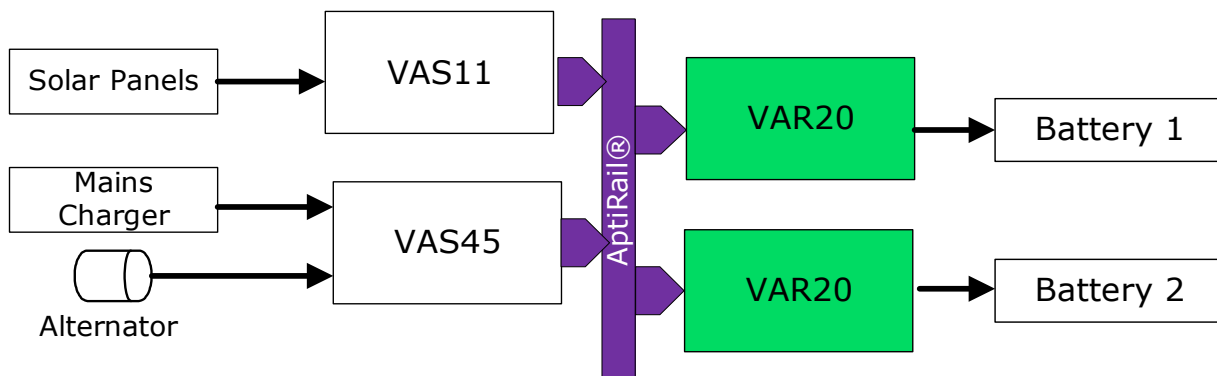 Solar Panels
VAS11
VAR20
Battery 1
Mains
Charger
VAS45
AptiRail®
Alternator
VAR20
Battery 2